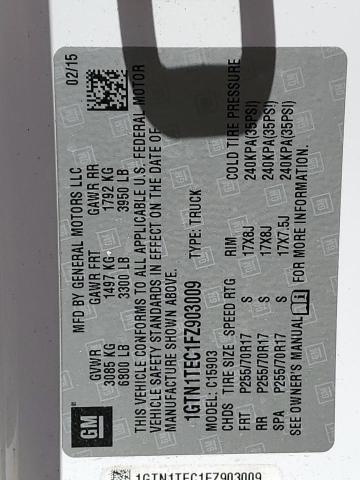 MFD BY GENERAL MOTORS LLC 02/15
GVWR GAWR FRT GAWR RR
3085 KG 1497 KG 1792 KG
6800 LB 3300 LB 3950 LB
THIS VEHICLE CONFORMS TO ALL APPLICABLE U.S. FEDERAL MOTOR
VEHICLE SAFETY STANDARDS IN EFFECT ON THE DATE OF
MANUFACTURE SHOWN ABOVE.
1GTN1TEC1FZ903009 TYPE: TRUCK
MODEL: C15903
CHDS TIRE SIZE SPEED RTG RIM COLD TIRE PRESSURE
FRT P255/70R17 S 17X8J 240KPA(35PSI)
RR P255/70R17 S 17X8J 240KPA(35PSI)
SPA P255/70R17 S 17X7.5J 240KPA(35PSI)
SEE OWNER'S MANUAL FOR MORE INFORMATION.
GM
1GTN1TEC1FZ903009